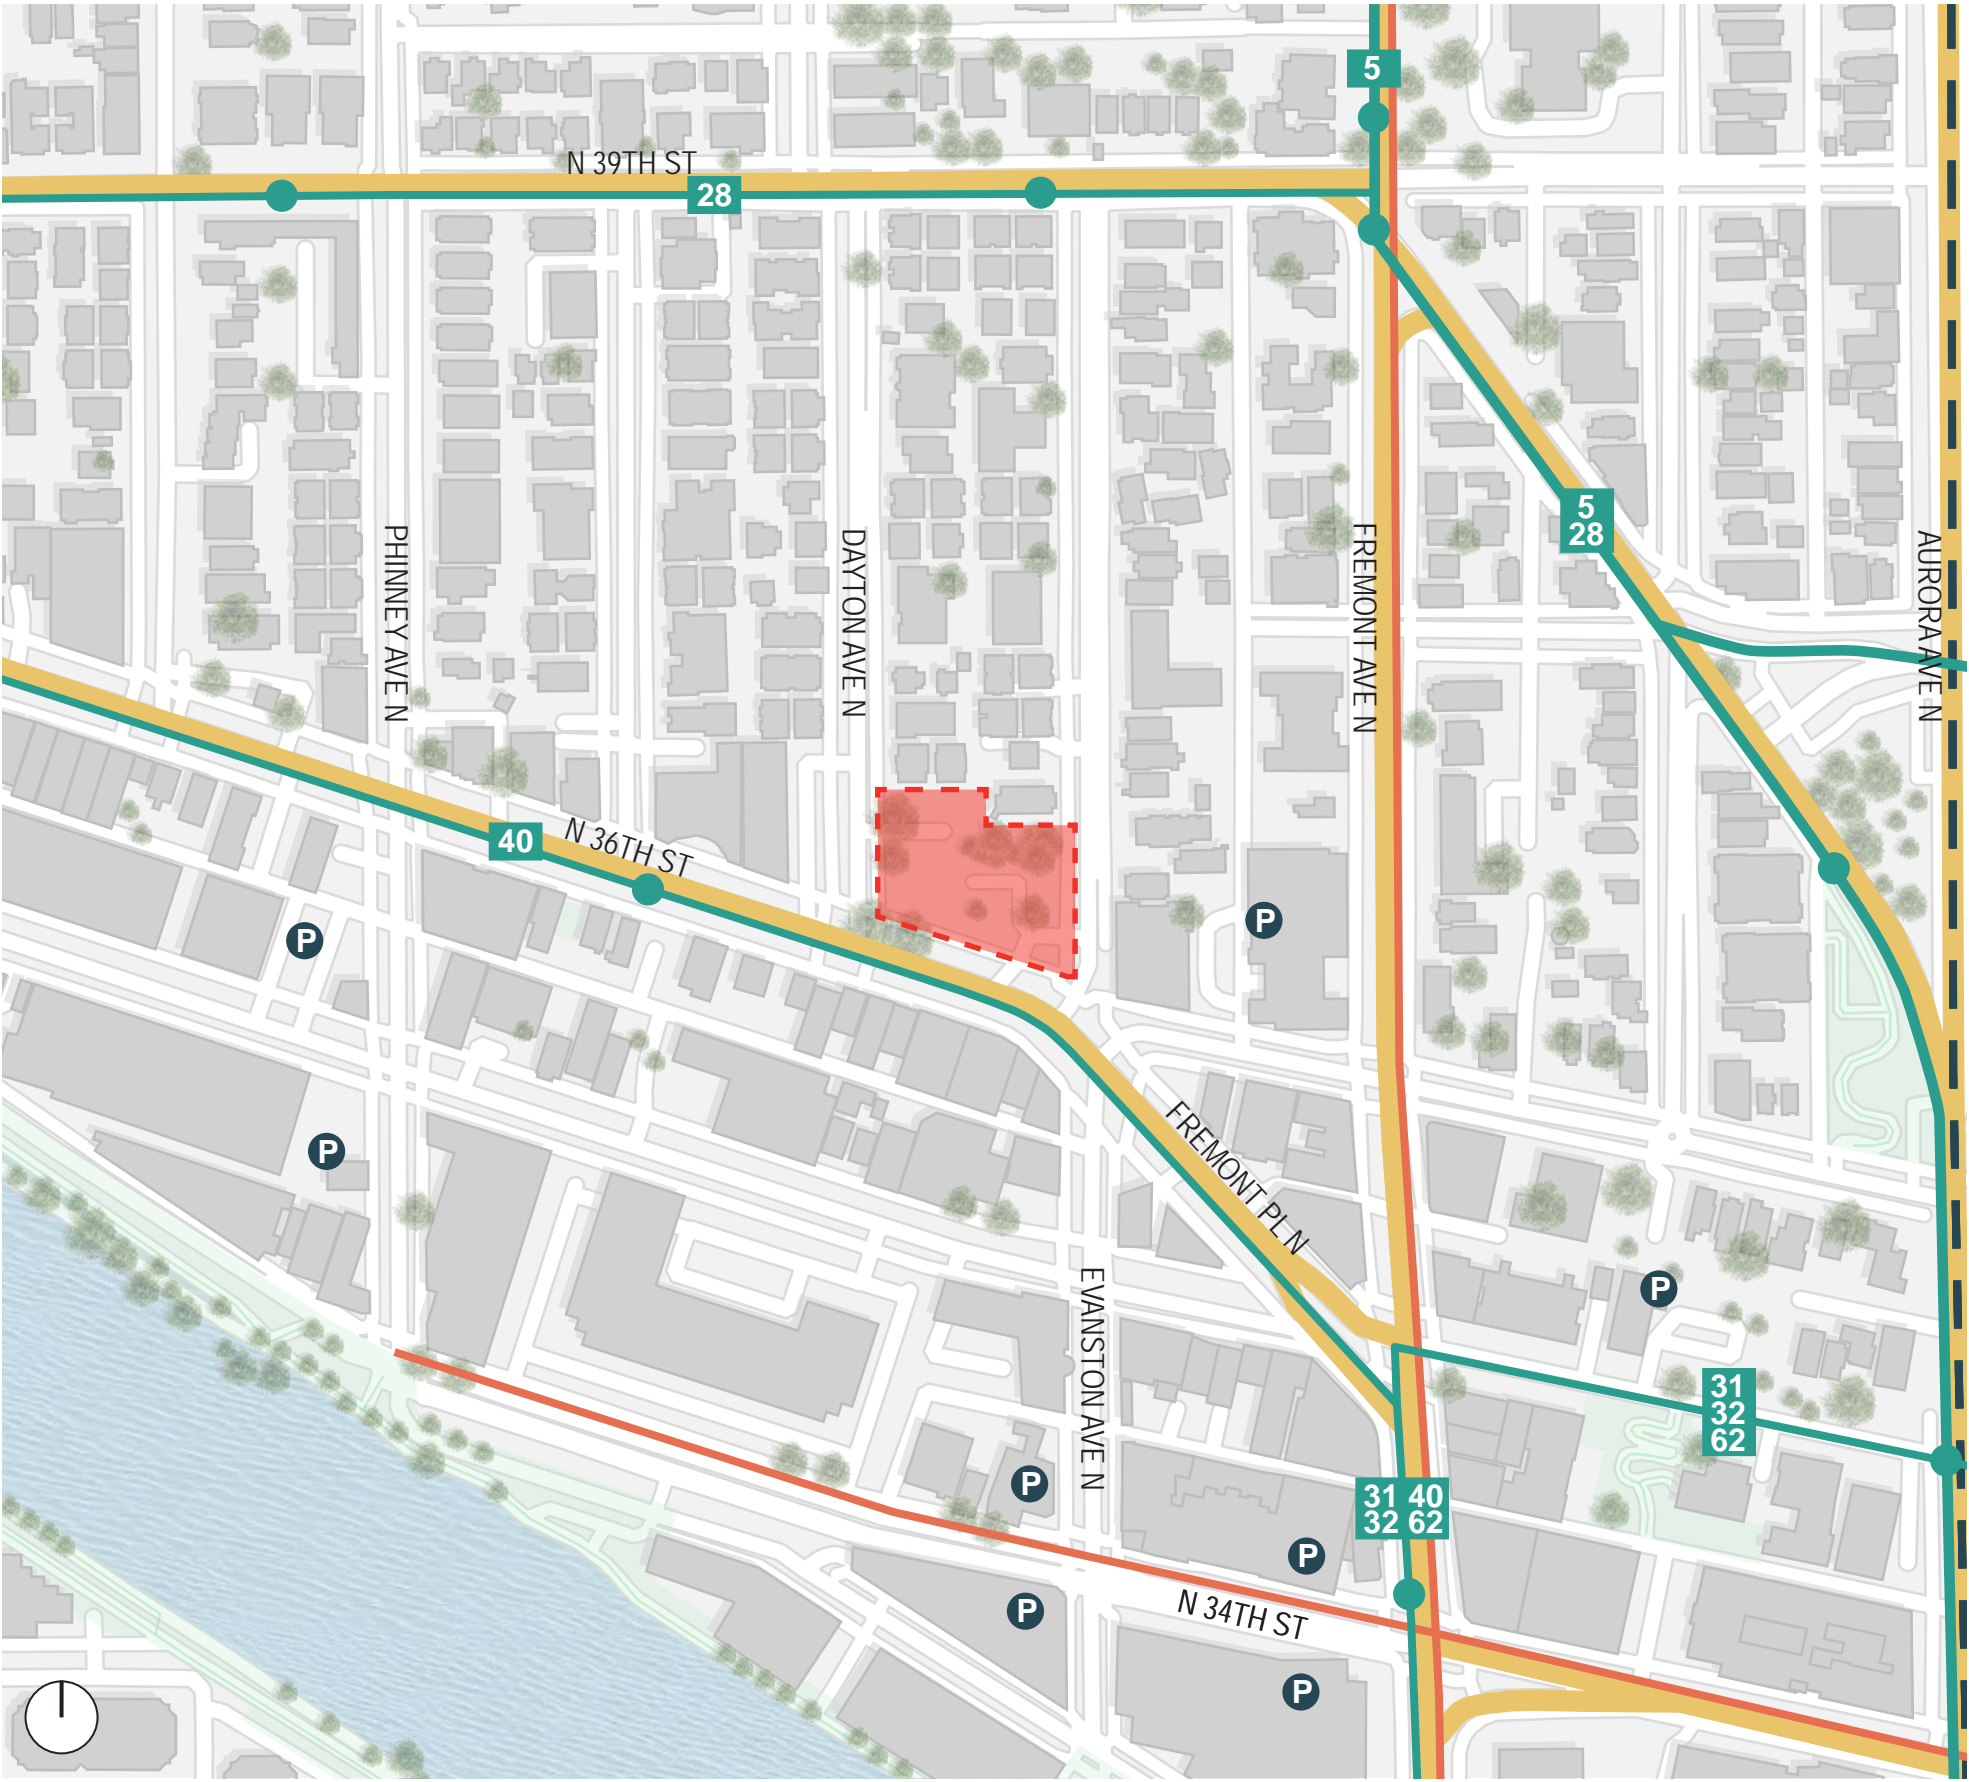 5
N 39TH ST
28
5
28
PHINNEY AVE N
DAYTON AVE N
FREMONT AVE N
AURORA AVE N
40
N 36TH ST
P
P
P
FREMONT PL N
EVANSTON AVE N
P
31
32
62
31 40
32 62
P
P
P
N 34TH ST
P